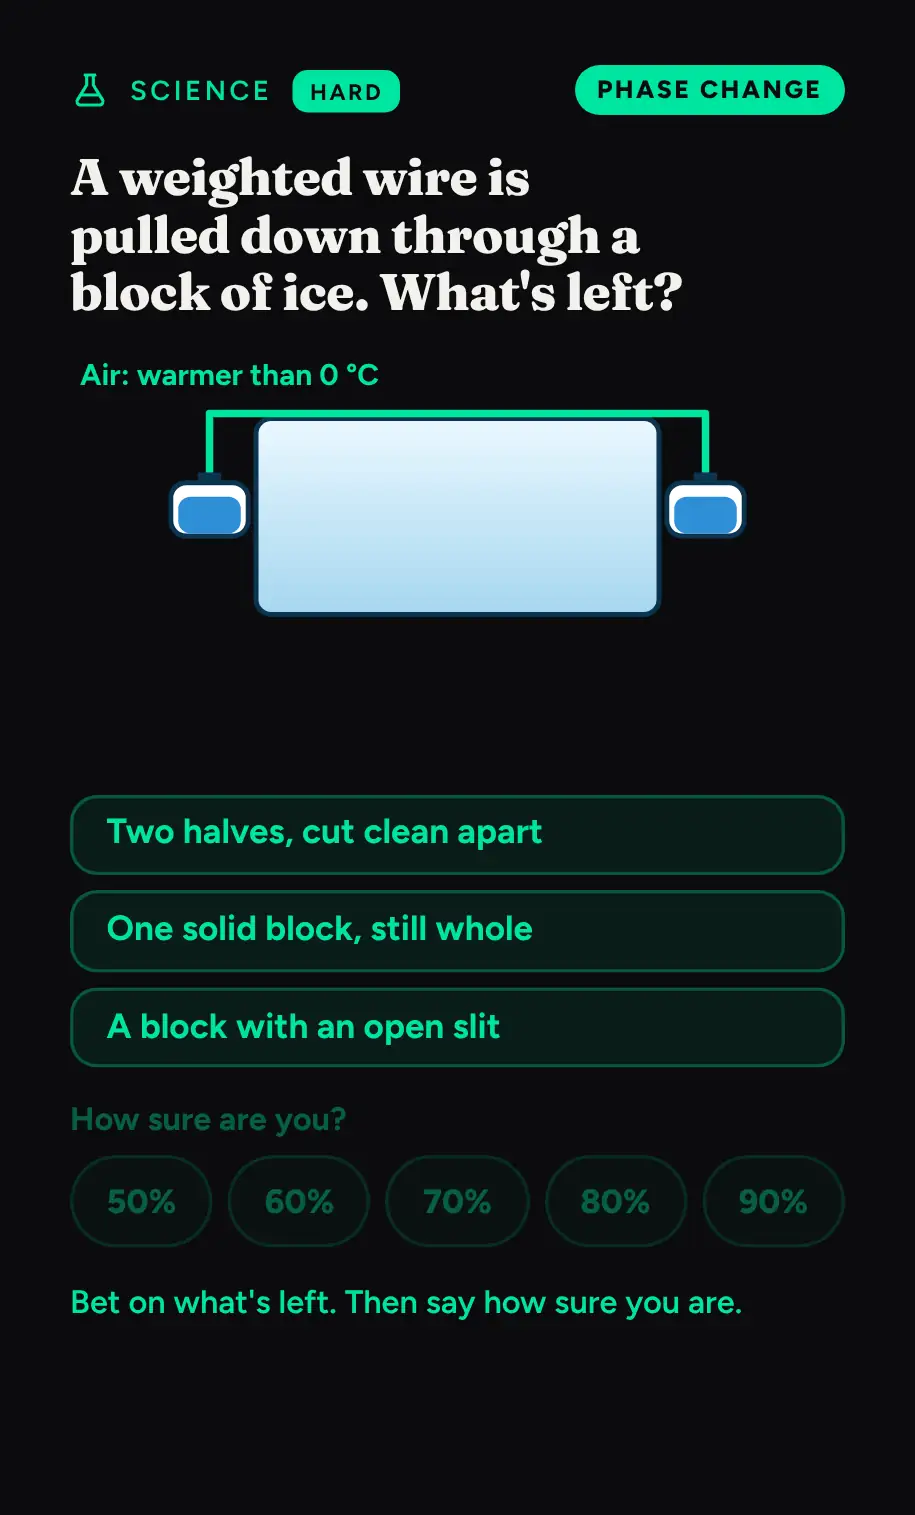 SCIENCE HARD PHASE CHANGE
A weighted wire is
pulled down through a
block of ice. What's left?
Air: warmer than 0 °C
Two halves, cut clean apart
One solid block, still whole
A block with an open slit
How sure are you?
50% 60% 70% 80% 90%
Bet on what's left. Then say how sure you are.